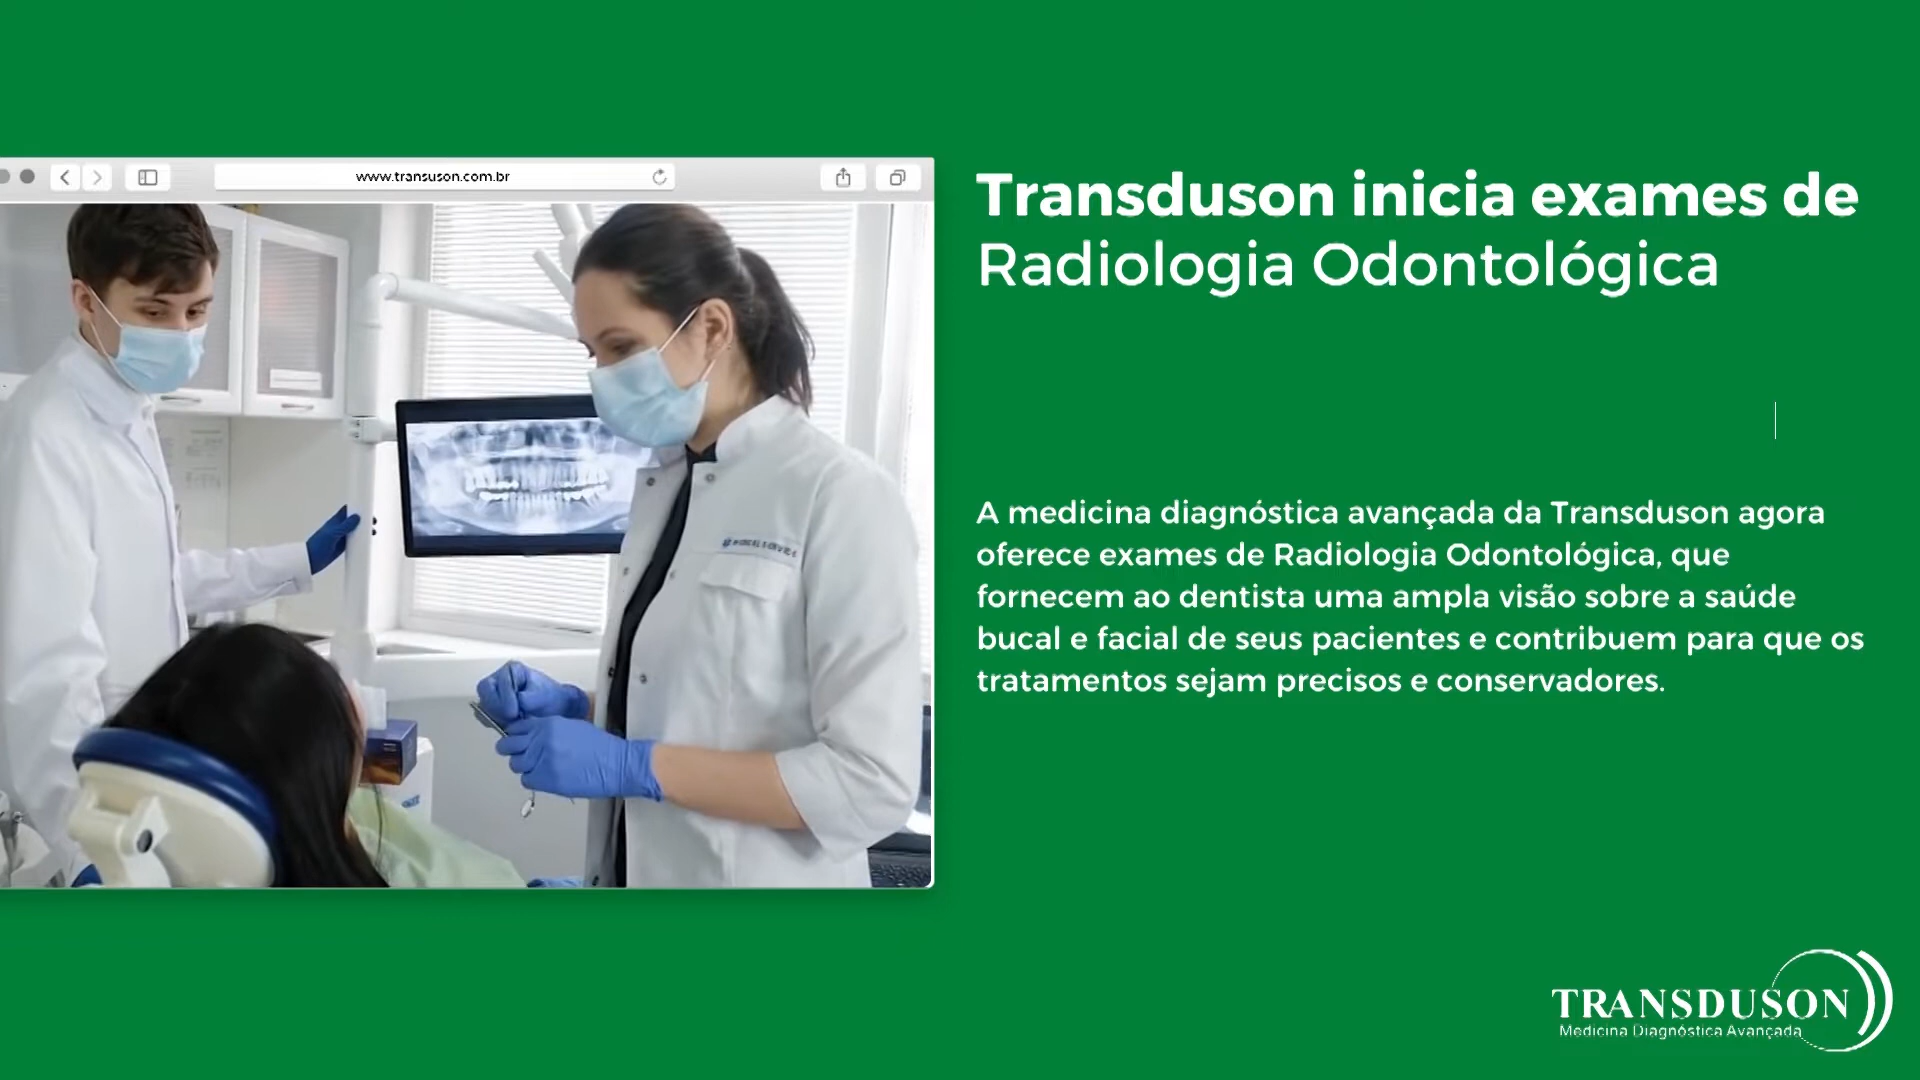 www.transuson.com.br
Transduson inicia exames de
Radiologia Odontológica
A medicina diagnóstica avançada da Transduson agora
oferece exames de Radiologia Odontológica, que
fornecem ao dentista uma ampla visão sobre a saúde
bucal e facial de seus pacientes e contribuem para que os
tratamentos sejam precisos e conservadores.
TRANSDUSON
Medicina Diagnóstica Avançada